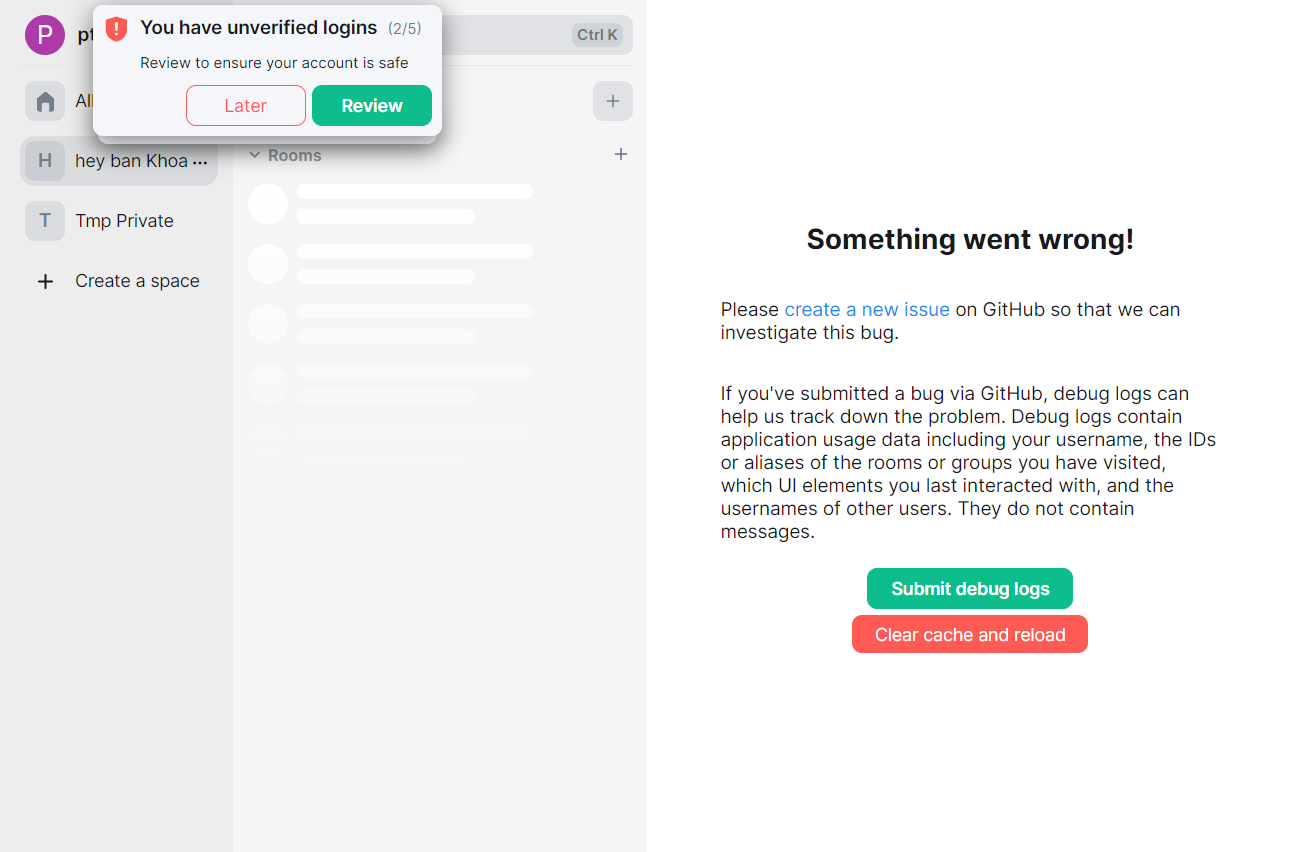 P
You have unverified logins (2/5)
Review to ensure your account is safe
Later
Review
Ctrl K
H
hey ban Khoa ...
T
Tmp Private
+ Create a space
Rooms
Something went wrong!
Please create a new issue on GitHub so that we can
investigate this bug.
If you've submitted a bug via GitHub, debug logs can
help us track down the problem. Debug logs contain
application usage data including your username, the IDs
or aliases of the rooms or groups you have visited,
which UI elements you last interacted with, and the
usernames of other users. They do not contain
messages.
Submit debug logs
Clear cache and reload